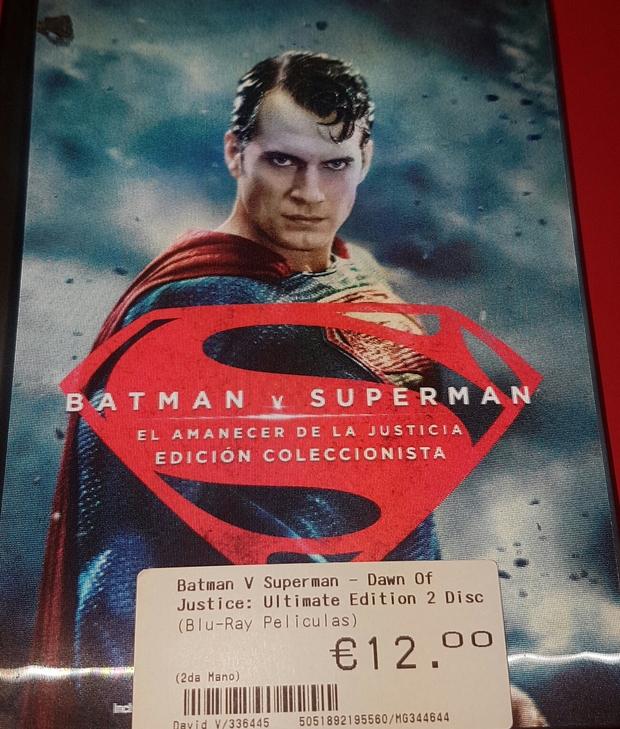 BATMAN v SUPERMAN
EL AMANECER DE LA JUSTICIA
EDICIÓN COLECCIONISTA
Batman V Superman - Dawn Of
Justice: Ultimate Edition 2 Disc
(Blu-Ray Peliculas)
€12.00
(2da Mano)
David V/336445 5051892195560/MG344644